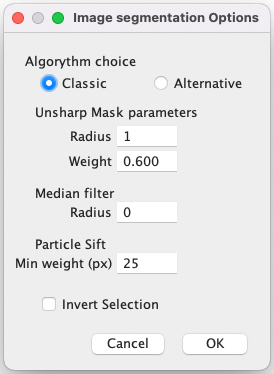 Image segmentation Options
Algorythm choice
Classic Alternative
Unsharp Mask parameters
Radius 1
Weight 0.600
Median filter
Radius 0
Particle Sift
Min weight (px) 25
Invert Selection
Cancel OK